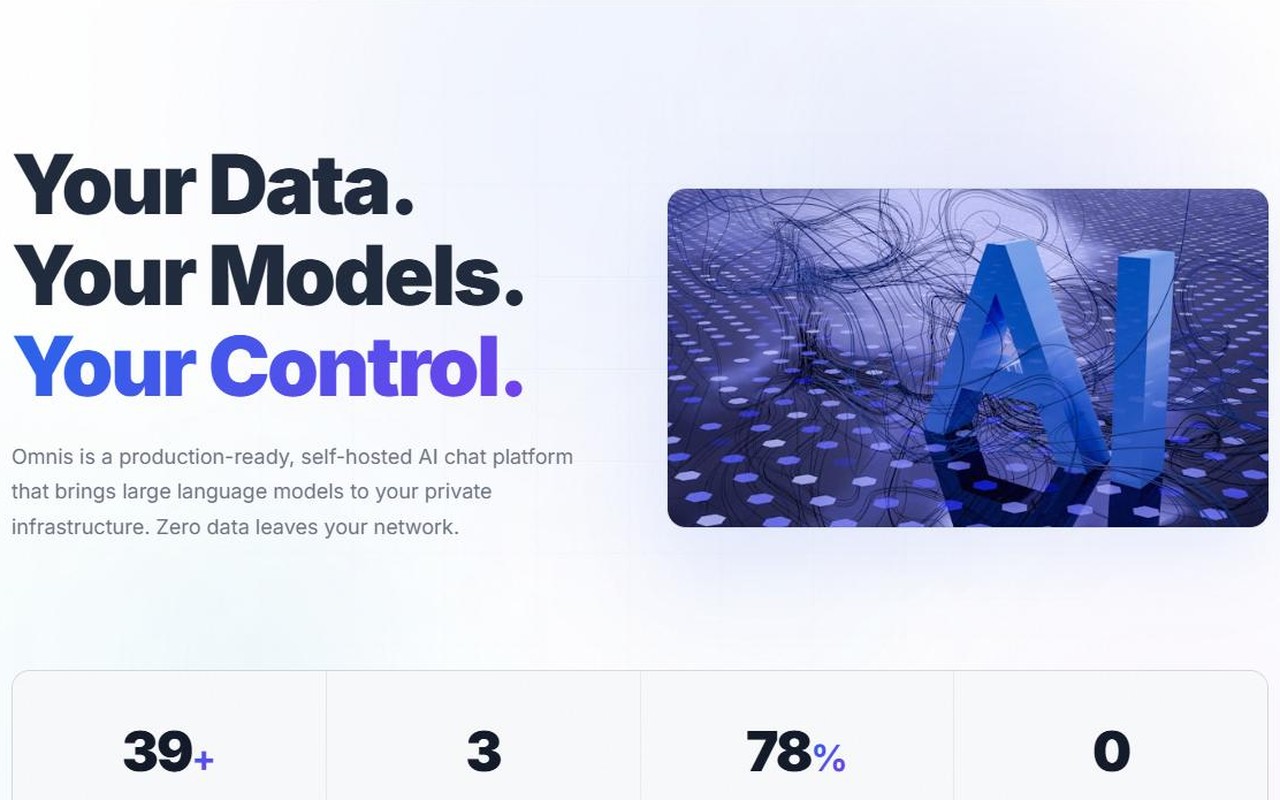 Your Data.
Your Models.
Your Control.
Omnis is a production-ready, self-hosted AI chat platform
that brings large language models to your private
infrastructure. Zero data leaves your network.
AI
39+
3
78%
0